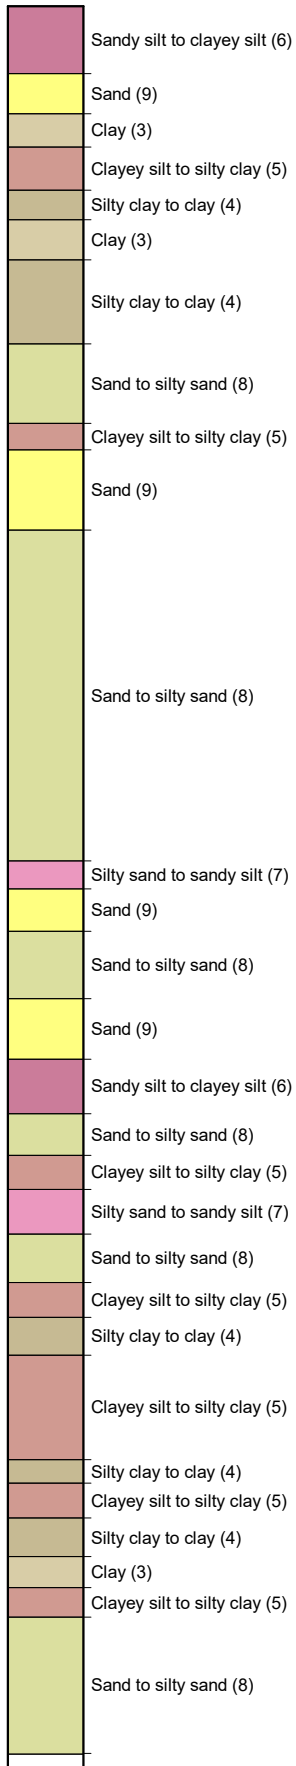 Sandy silt to clayey silt (6)
Sand (9)
Clay (3)
Clayey silt to silty clay (5)
Silty clay to clay (4)
Clay (3)
Silty clay to clay (4)
Sand to silty sand (8)
Clayey silt to silty clay (5)
Sand (9)
Sand to silty sand (8)
Silty sand to sandy silt (7)
Sand (9)
Sand to silty sand (8)
Sand (9)
Sandy silt to clayey silt (6)
Sand to silty sand (8)
Clayey silt to silty clay (5)
Silty sand to sandy silt (7)
Sand to silty sand (8)
Clayey silt to silty clay (5)
Silty clay to clay (4)
Clayey silt to silty clay (5)
Silty clay to clay (4)
Clayey silt to silty clay (5)
Silty clay to clay (4)
Clay (3)
Clayey silt to silty clay (5)
Sand to silty sand (8)